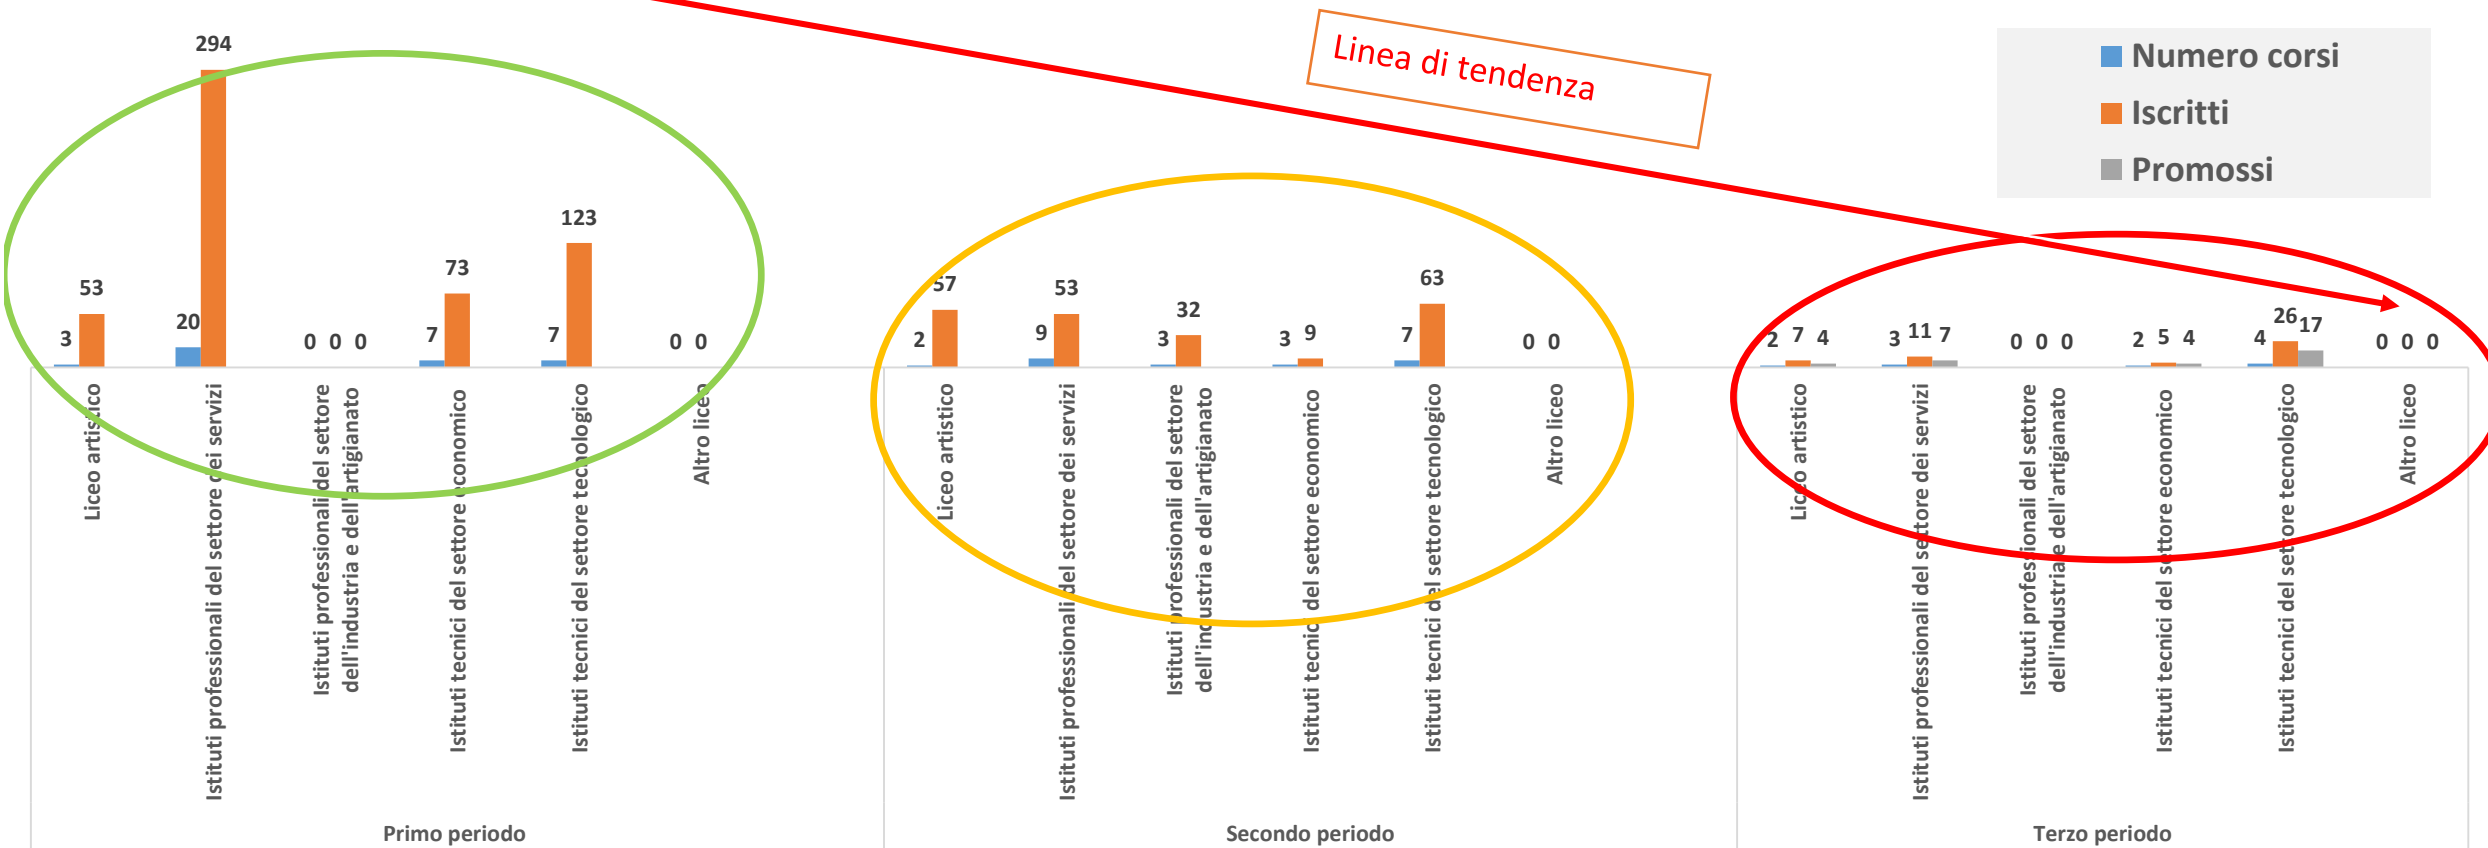 Linea di tendenza
Numero corsi
Iscritti
Promossi
3 53
20 294
0 0 0
7 73
7 123
0 0
2 57
9 53
3 32
3 9
7 63
0 0
2 7 4
3 11 7
0 0 0
2 5 4
4 26 17
0 0 0
Liceo artistico
Istituti professionali del settore dei servizi
Istituti professionali del settore
dell'industria e dell'artigianato
Istituti tecnici del settore economico
Istituti tecnici del settore tecnologico
Altro liceo
Liceo artistico
Istituti professionali del settore dei servizi
Istituti professionali del settore
dell'industria e dell'artigianato
Istituti tecnici del settore economico
Istituti tecnici del settore tecnologico
Altro liceo
Liceo artistico
Istituti professionali del settore dei servizi
Istituti professionali del settore
dell'industria e dell'artigianato
Istituti tecnici del settore economico
Istituti tecnici del settore tecnologico
Altro liceo
Primo periodo
Secondo periodo
Terzo periodo